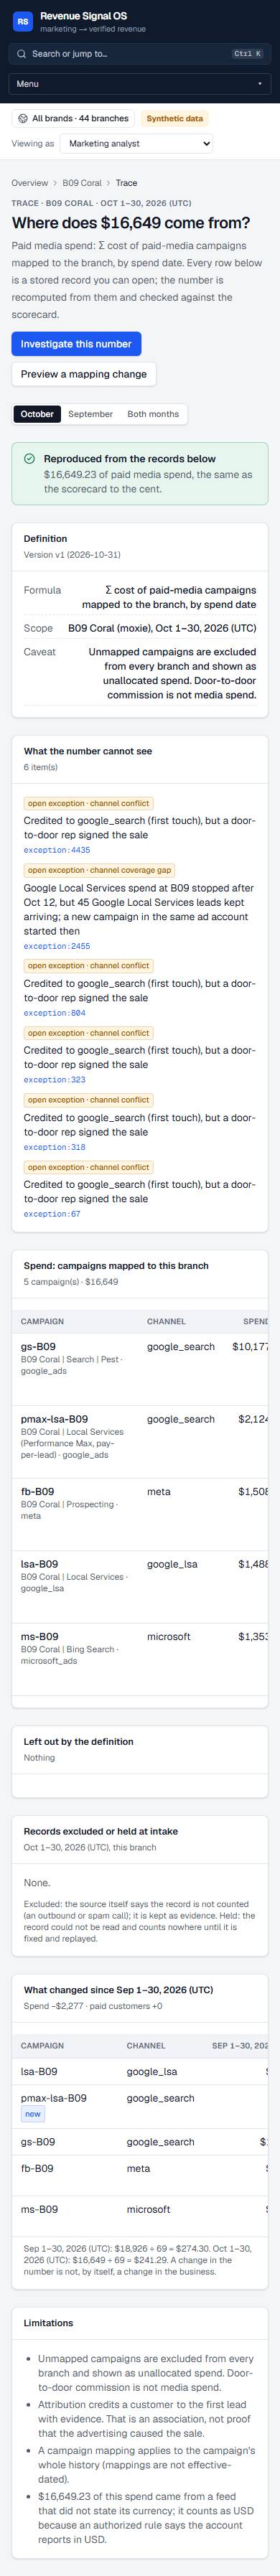 RS
Revenue Signal OS
marketing → verified revenue
Search or jump to...
Ctrl K
Menu
All brands · 44 branches
Synthetic data
Viewing as
Marketing analyst
Overview > B09 Coral > Trace
TRACE · B09 CORAL · OCT 1–30, 2026 (UTC)
Where does $16,649 come from?
Paid media spend: Σ cost of paid-media campaigns
mapped to the branch, by spend date. Every row below
is a stored record you can open; the number is
recomputed from them and checked against the
scorecard.
Investigate this number
Preview a mapping change
October
September
Both months
Reproduced from the records below
$16,649.23 of paid media spend, the same as
the scorecard to the cent.
Definition
Version v1 (2026-10-31)
Formula
Σ cost of paid-media campaigns
mapped to the branch, by spend date
Scope
B09 Coral (moxie), Oct 1–30, 2026 (UTC)
Caveat
Unmapped campaigns are excluded
from every branch and shown as
unallocated spend. Door-to-door
commission is not media spend.
What the number cannot see
6 item(s)
open exception · channel conflict
Credited to google_search (first touch), but a door-
to-door rep signed the sale
exception:4435
open exception · channel coverage gap
Google Local Services spend at B09 stopped after
Oct 12, but 45 Google Local Services leads kept
arriving; a new campaign in the same ad account
started then
exception:2455
open exception · channel conflict
Credited to google_search (first touch), but a door-
to-door rep signed the sale
exception:804
open exception · channel conflict
Credited to google_search (first touch), but a door-
to-door rep signed the sale
exception:323
open exception · channel conflict
Credited to google_search (first touch), but a door-
to-door rep signed the sale
exception:318
open exception · channel conflict
Credited to google_search (first touch), but a door-
to-door rep signed the sale
exception:67
Spend: campaigns mapped to this branch
5 campaign(s) · $16,649
CAMPAIGN CHANNEL SPEND
gs-B09 google_search $10,177
B09 Coral | Search | Pest ·
google_ads
pmax-lsa-B09 google_search $2,124
B09 Coral | Local Services
(Performance Max, pay-
per-lead) · google_ads
fb-B09 meta $1,508
B09 Coral | Prospecting ·
meta
lsa-B09 google_lsa $1,488
B09 Coral | Local Services ·
google_lsa
ms-B09 microsoft $1,353
B09 Coral | Bing Search ·
microsoft_ads
Left out by the definition
Nothing
Records excluded or held at intake
Oct 1–30, 2026 (UTC), this branch
None.
Excluded: the source itself says the record is not counted
(an outbound or spam call); it is kept as evidence. Held: the
record could not be read and counts nowhere until it is
fixed and replayed.
What changed since Sep 1–30, 2026 (UTC)
Spend −$2,277 · paid customers +0
CAMPAIGN CHANNEL SEP 1–30, 202
lsa-B09 google_lsa $
pmax-lsa-B09 google_search
new
gs-B09 google_search $1
fb-B09 meta $
ms-B09 microsoft $
Sep 1–30, 2026 (UTC): $18,926 ÷ 69 = $274.30. Oct 1–30,
2026 (UTC): $16,649 ÷ 69 = $241.29. A change in the
number is not, by itself, a change in the business.
Limitations
• Unmapped campaigns are excluded from every
branch and shown as unallocated spend. Door-
to-door commission is not media spend.
• Attribution credits a customer to the first lead
with evidence. That is an association, not proof
that the advertising caused the sale.
• A campaign mapping applies to the campaign's
whole history (mappings are not effective-
dated).
• $16,649.23 of this spend came from a feed
that did not state its currency; it counts as USD
because an authorized rule says the account
reports in USD.